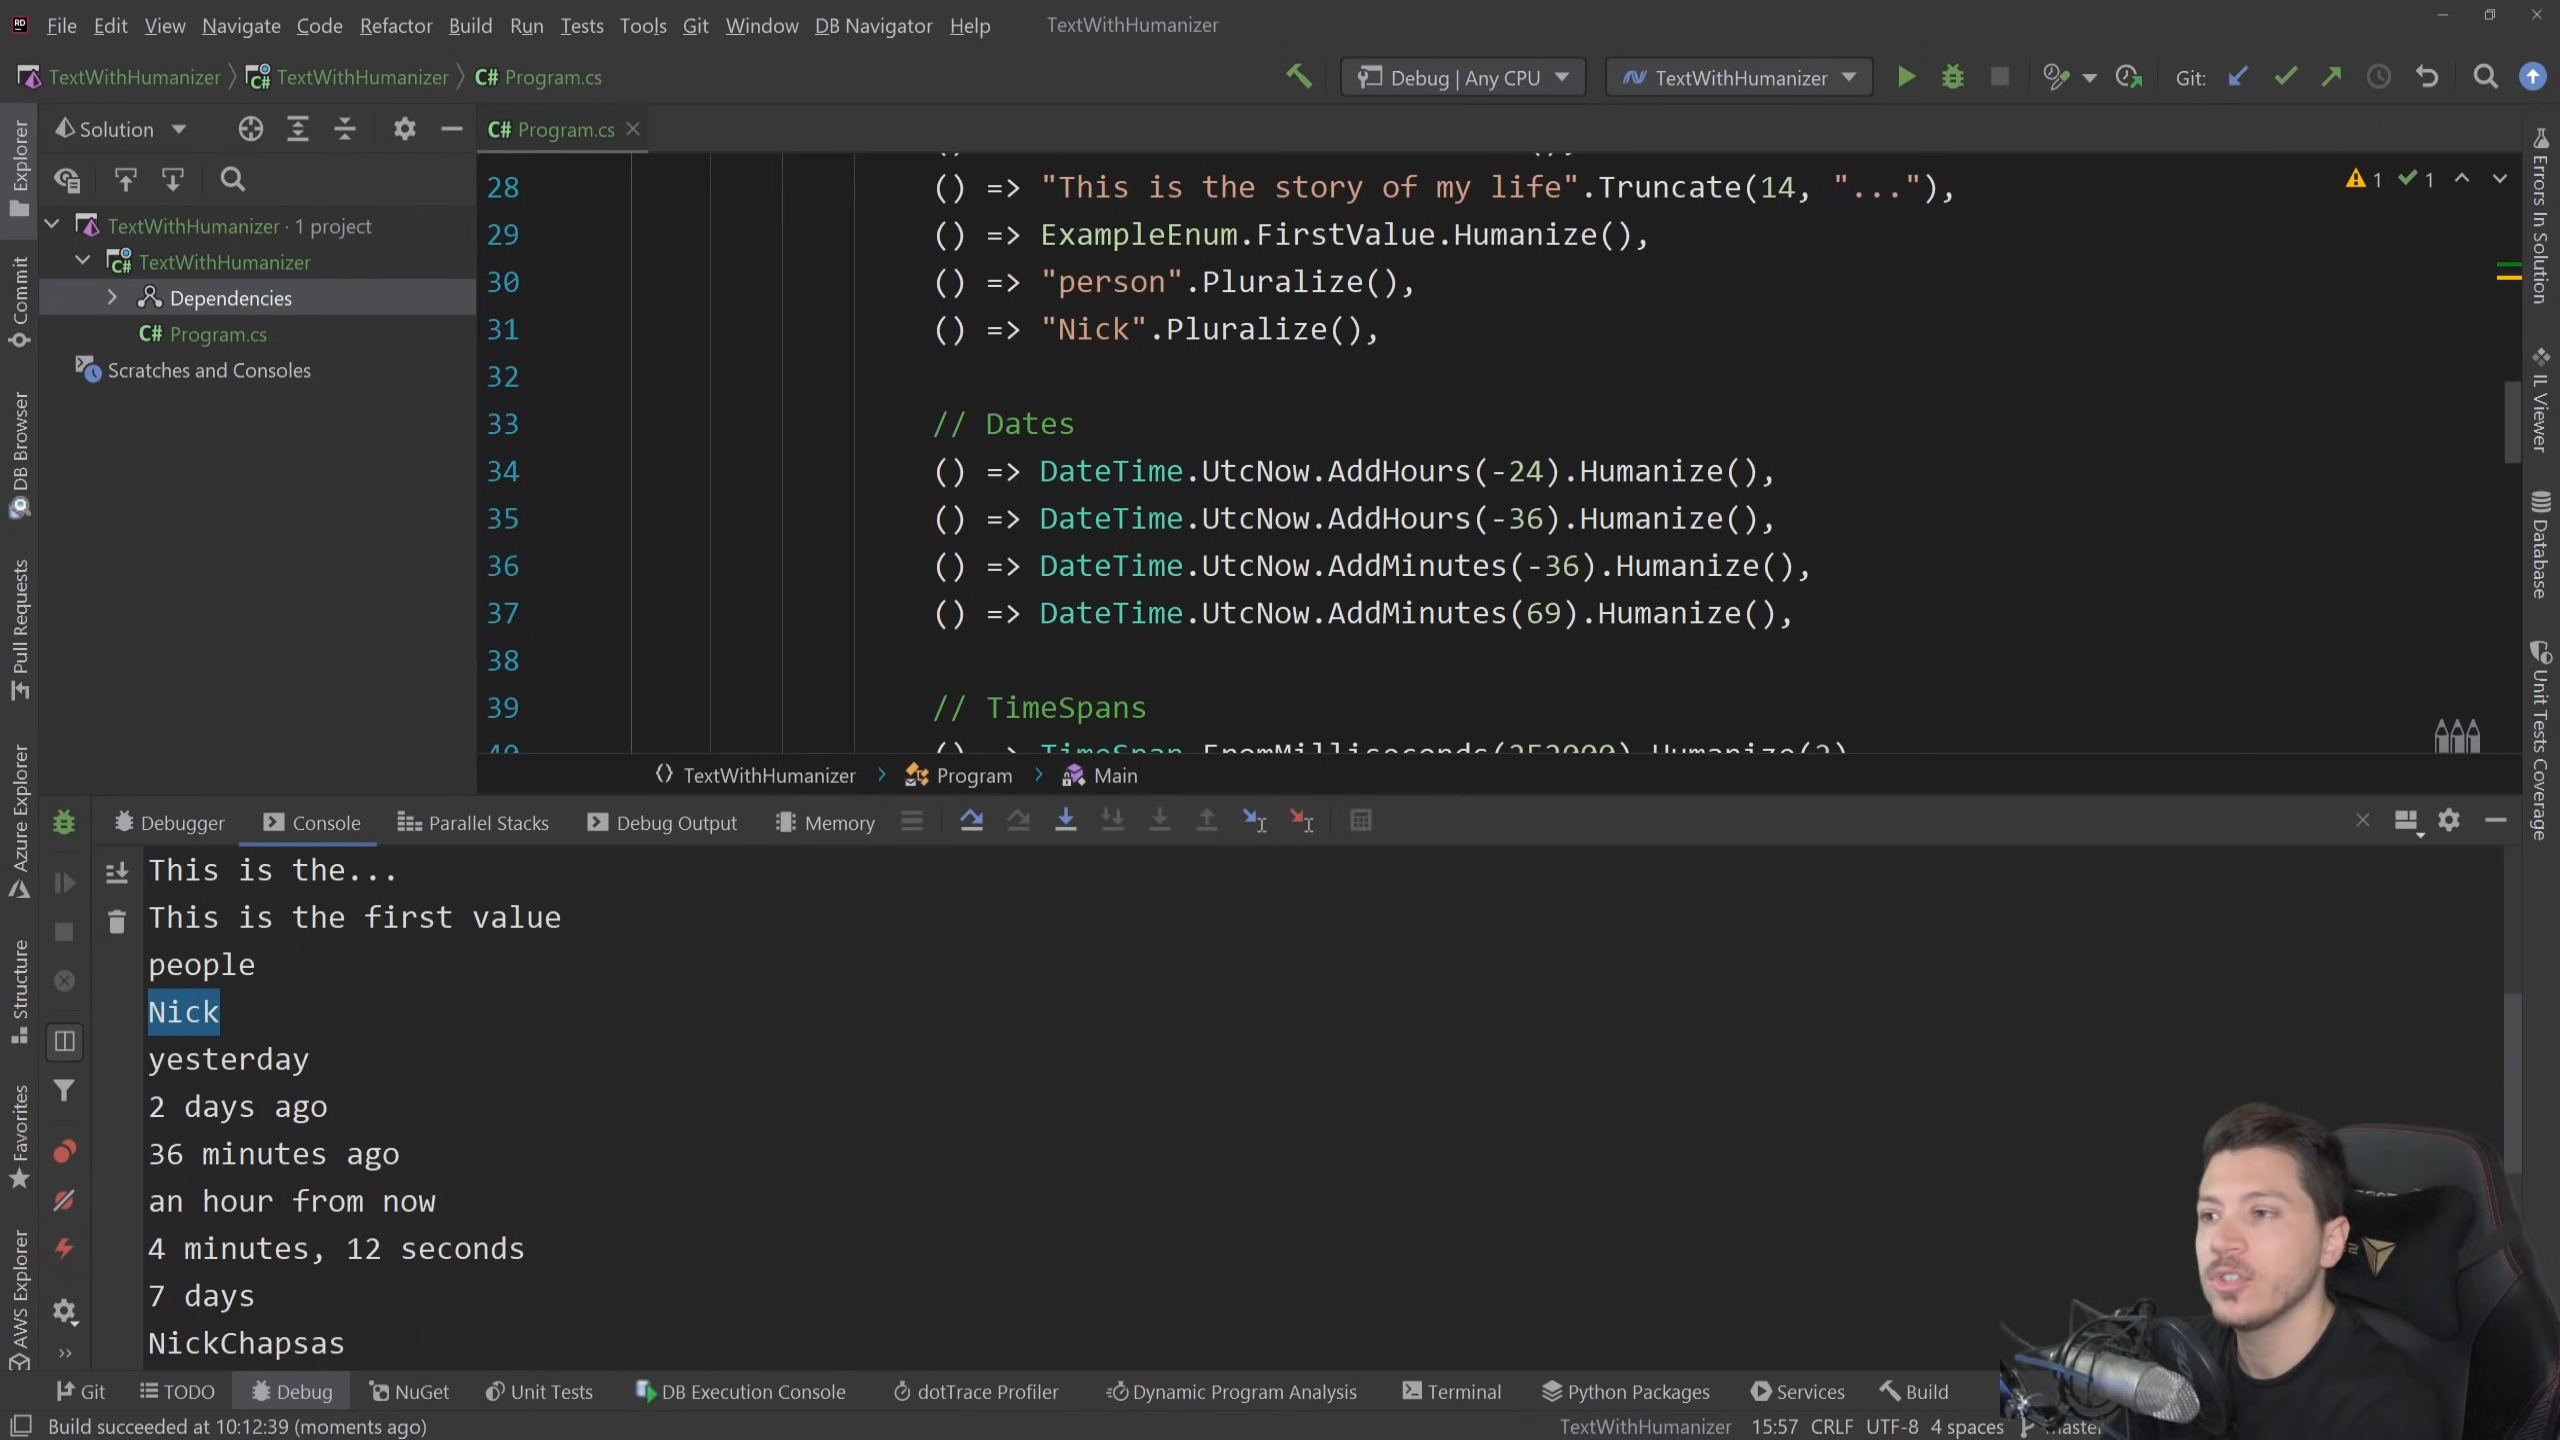 File Edit View Navigate Code Refactor Build Run Tests Tools Git Window DB Navigator Help TextWithHumanizer
TextWithHumanizer TextWithHumanizer C# Program.cs Debug | Any CPU TextWithHumanizer Git:
Solution
C# Program.cs
TextWithHumanizer · 1 project
TextWithHumanizer
Dependencies
C# Program.cs
Scratches and Consoles
Explorer
Commit
DB Browser
Pull Requests
Azure Explorer
Structure
Favorites
AWS Explorer
1 1
28 () => "This is the story of my life".Truncate(14, "..."),
29 () => ExampleEnum.FirstValue.Humanize(),
30 () => "person".Pluralize(),
31 () => "Nick".Pluralize(),
32
33 // Dates
34 () => DateTime.UtcNow.AddHours(-24).Humanize(),
35 () => DateTime.UtcNow.AddHours(-36).Humanize(),
36 () => DateTime.UtcNow.AddMinutes(-36).Humanize(),
37 () => DateTime.UtcNow.AddMinutes(69).Humanize(),
38
39 // TimeSpans
40 () => TimeSpan.FromMilliseconds(252000).Humanize(2),
TextWithHumanizer Program Main
Errors In Solution
IL Viewer
Database
Unit Tests Coverage
Debugger Console Parallel Stacks Debug Output Memory
This is the...
This is the first value
people
Nick
yesterday
2 days ago
36 minutes ago
an hour from now
4 minutes, 12 seconds
7 days
NickChapsas
Git TODO Debug NuGet Unit Tests DB Execution Console dotTrace Profiler Dynamic Program Analysis Terminal Python Packages Services Build
Build succeeded at 10:12:39 (moments ago) TextWithHumanizer 15:57 CRLF UTF-8 4 spaces master